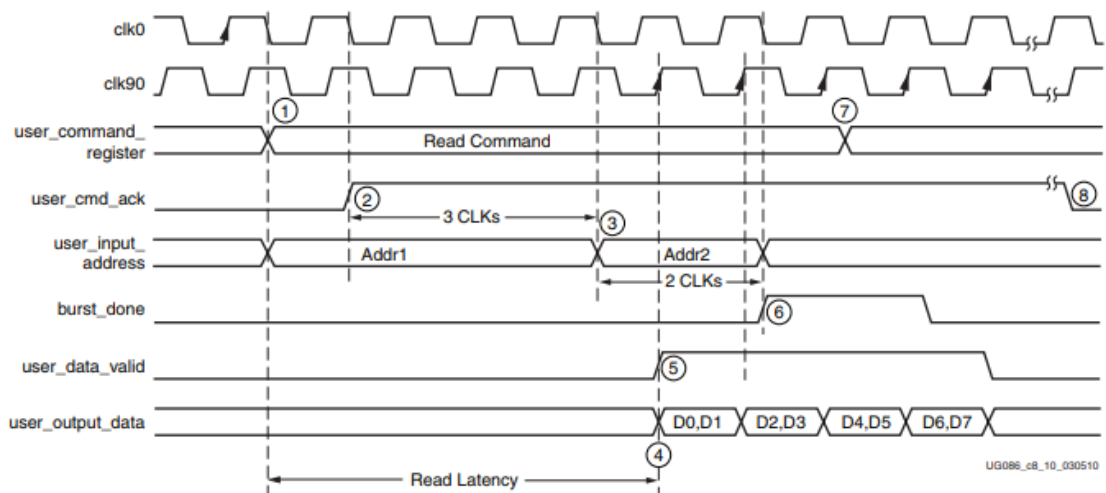 clk0
clk90
1
7
user_command_
register
Read Command
user_cmd_ack
2
8
3 CLKs
3
user_input_
address
Addr1
Addr2
2 CLKs
burst_done
6
user_data_valid
5
user_output_data
D0,D1
D2,D3
D4,D5
D6,D7
4
UG086_c8_10_030510
Read Latency